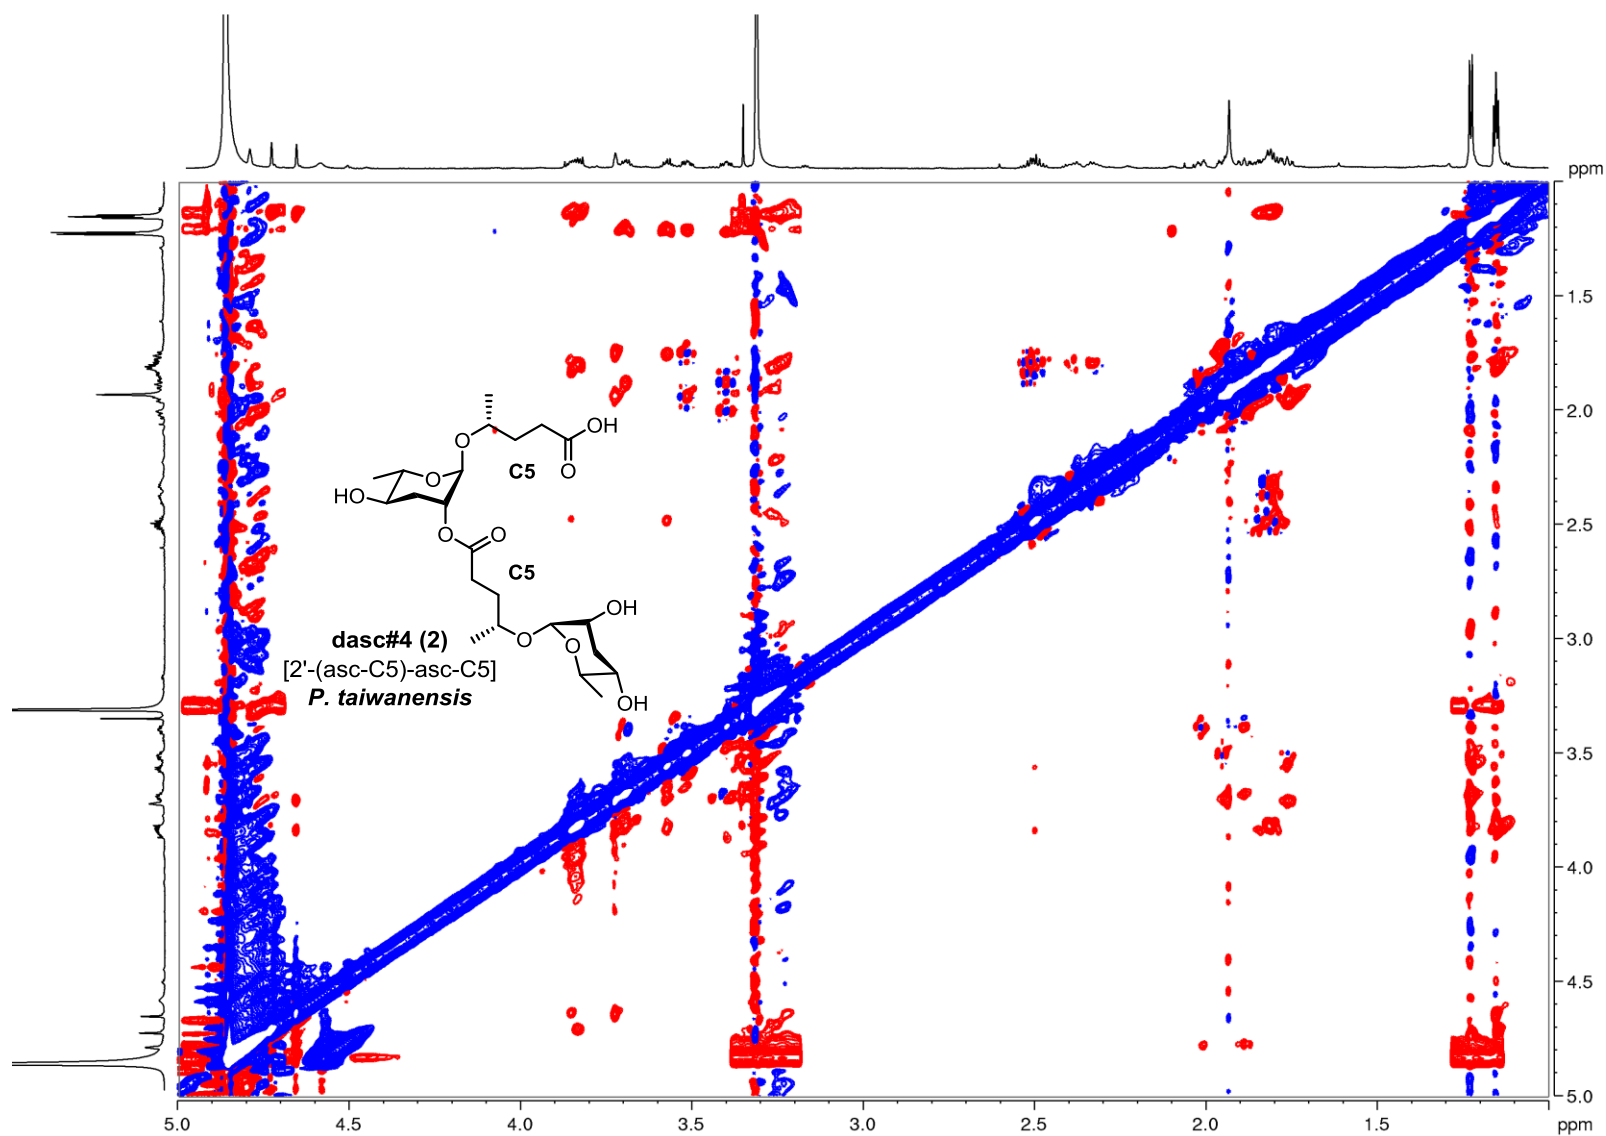 ppm
1.5
2.0
2.5
3.0
3.5
4.0
4.5
5.0
O
OH
O
C5
O
HO
O
O
C5
OH
dasc#4 (2)
O
O
[2'-(asc-C5)-asc-C5]
P. taiwanensis
OH
5.0 4.5 4.0 3.5 3.0 2.5 2.0 1.5 ppm